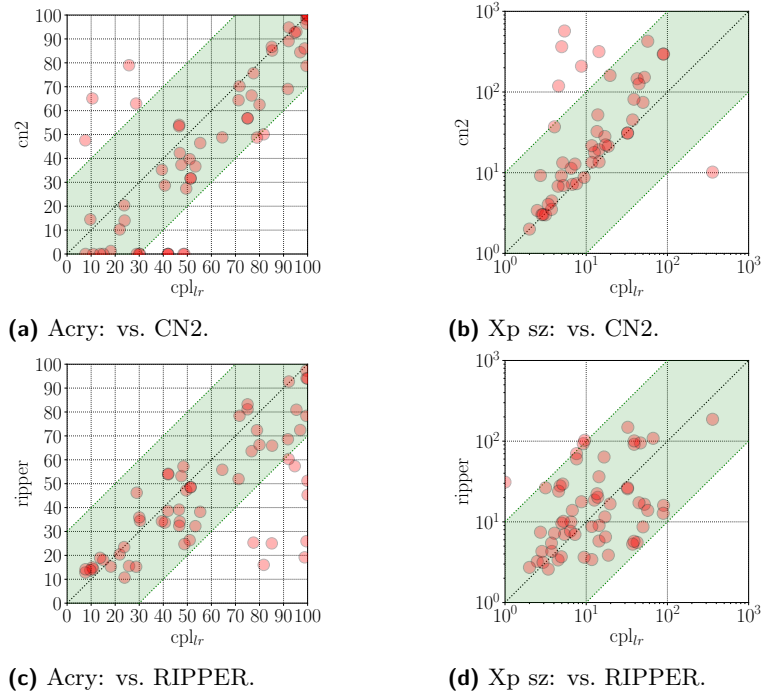 100
90
80
70
60
50
40
30
20
10
0
cn2
0 10 20 30 40 50 60 70 80 90 100
cpl_lr
(a) Acry: vs. CN2.
10^3
10^2
10^1
10^0
cn2
10^0 10^1 10^2 10^3
cpl_lr
(b) Xp sz: vs. CN2.
100
90
80
70
60
50
40
30
20
10
0
ripper
0 10 20 30 40 50 60 70 80 90 100
cpl_lr
(c) Acry: vs. RIPPER.
10^3
10^2
10^1
10^0
ripper
10^0 10^1 10^2 10^3
cpl_lr
(d) Xp sz: vs. RIPPER.